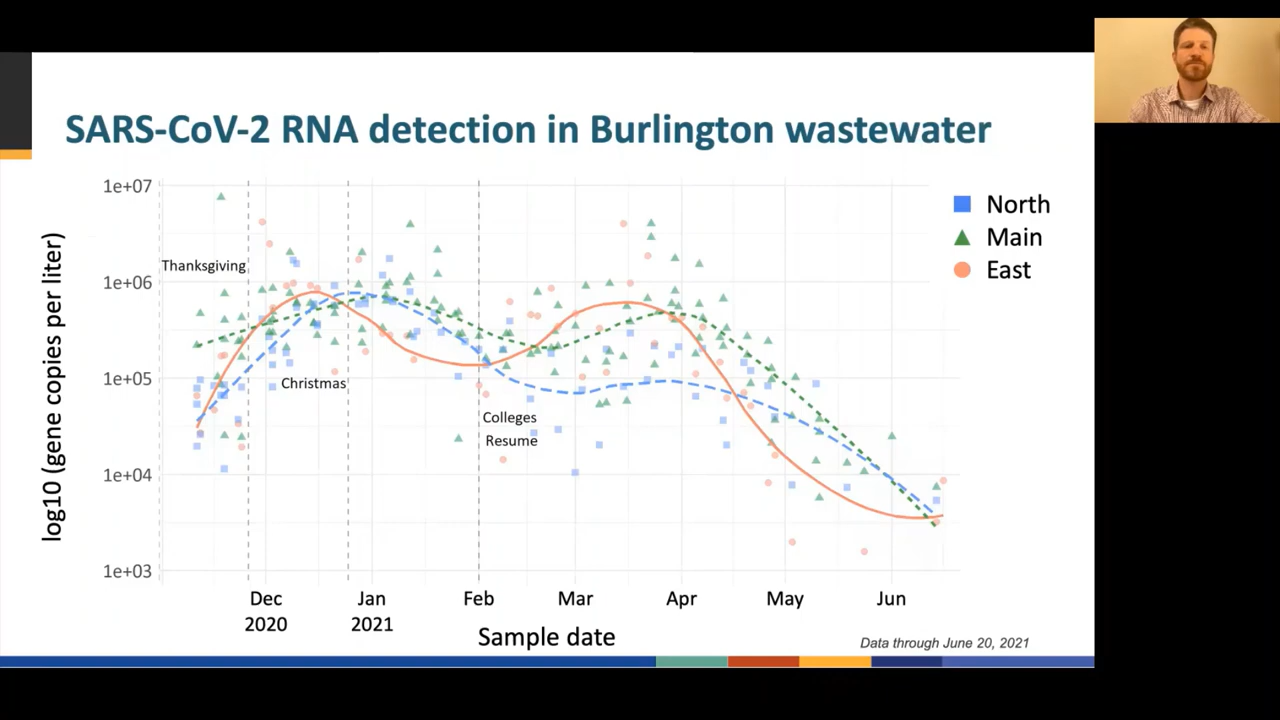 SARS-CoV-2 RNA detection in Burlington wastewater
log10 (gene copies per liter)
1e+07
1e+06
1e+05
1e+04
1e+03
Thanksgiving
Christmas
Colleges
Resume
North
Main
East
Dec Jan Feb Mar Apr May Jun
2020 2021
Sample date
Data through June 20, 2021